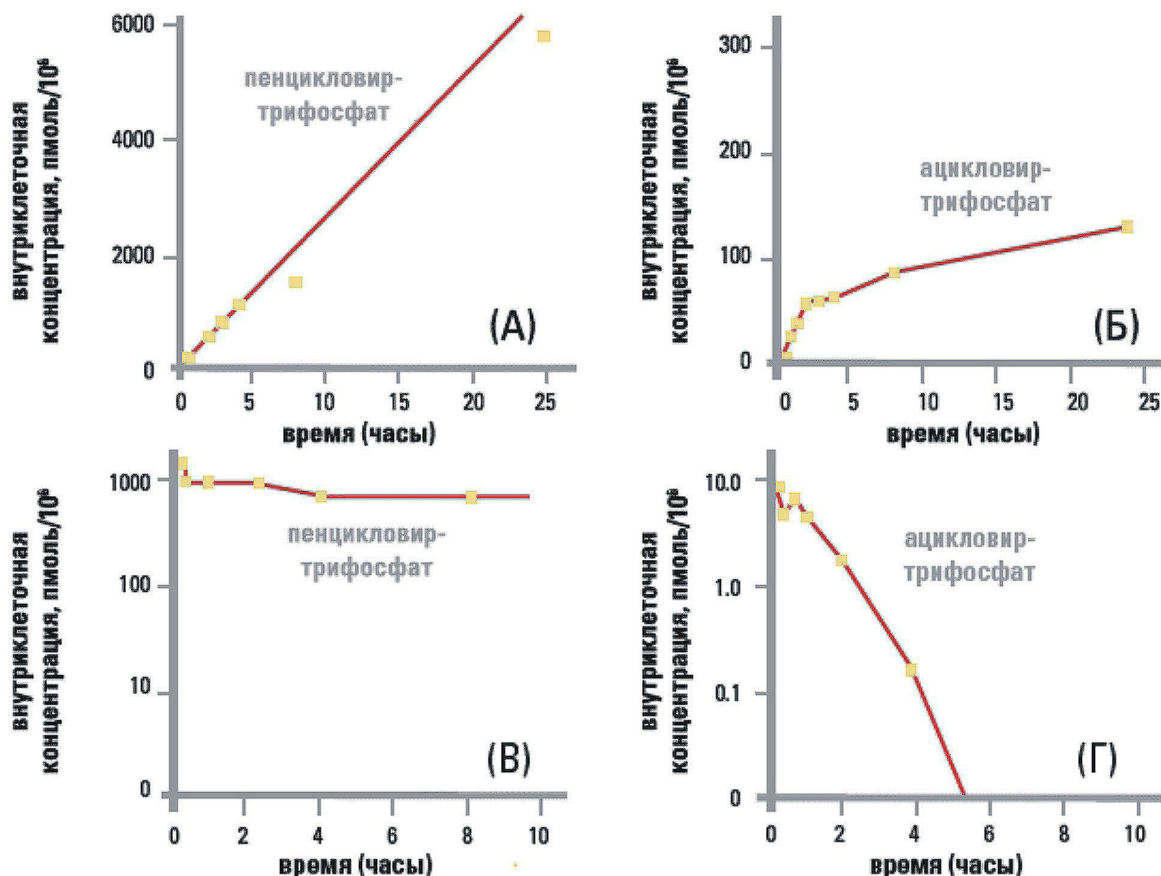 внутриклеточная
концентрация, пмоль/10⁶
6000
4000
2000
0
пенцикловир-
трифосфат
(А)
0 5 10 15 20 25
время (часы)
внутриклеточная
концентрация, пмоль/10⁶
300
200
100
0
ацикловир-
трифосфат
(Б)
0 5 10 15 20 25
время (часы)
внутриклеточная
концентрация, пмоль/10⁶
1000
100
10
0
пенцикловир-
трифосфат
(В)
0 2 4 6 8 10
время (часы)
внутриклеточная
концентрация, пмоль/10⁶
10.0
1.0
0.1
0
ацикловир-
трифосфат
(Г)
0 2 4 6 8 10
время (часы)